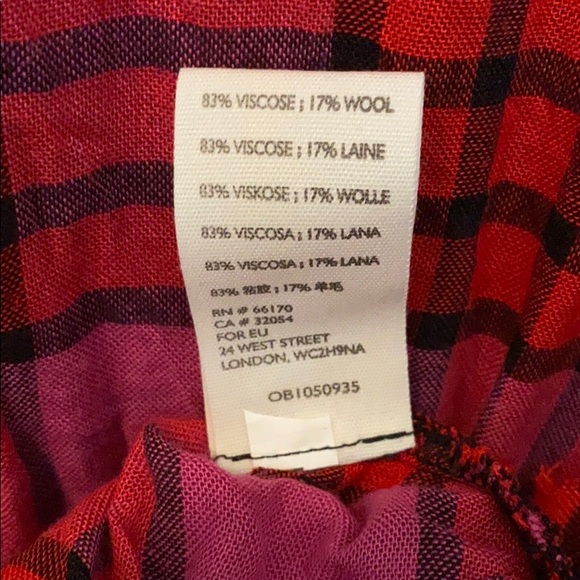 83% VISCOSE ; 17% WOOL
83% VISCOSE ; 17% LAINE
83% VISKOSE ; 17% WOLLE
83% VISCOSA ; 17% LANA
83% VISCOSA ; 17% LANA
83% 粘胶 ; 17% 羊毛
RN # 66170
CA # 32054
FOR EU
24 WEST STREET
LONDON, WC2H9NA
OB1050935